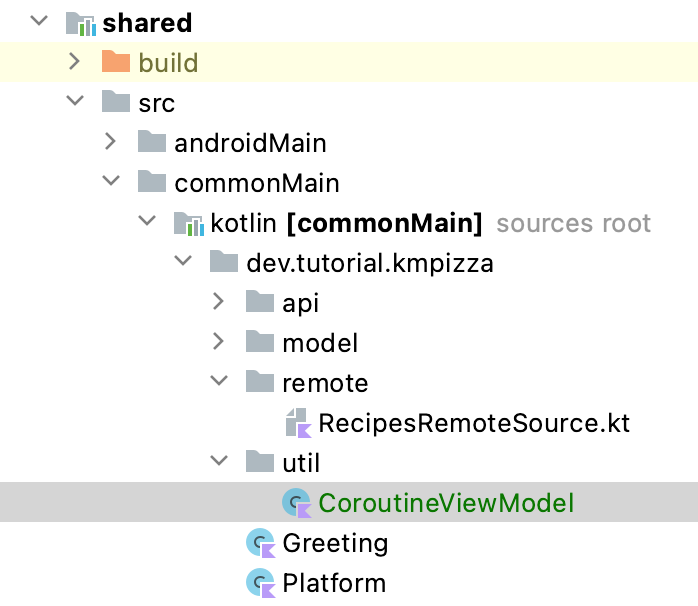 shared
build
src
androidMain
commonMain
kotlin [commonMain] sources root
dev.tutorial.kmpizza
api
model
remote
RecipesRemoteSource.kt
util
CoroutineViewModel
Greeting
Platform